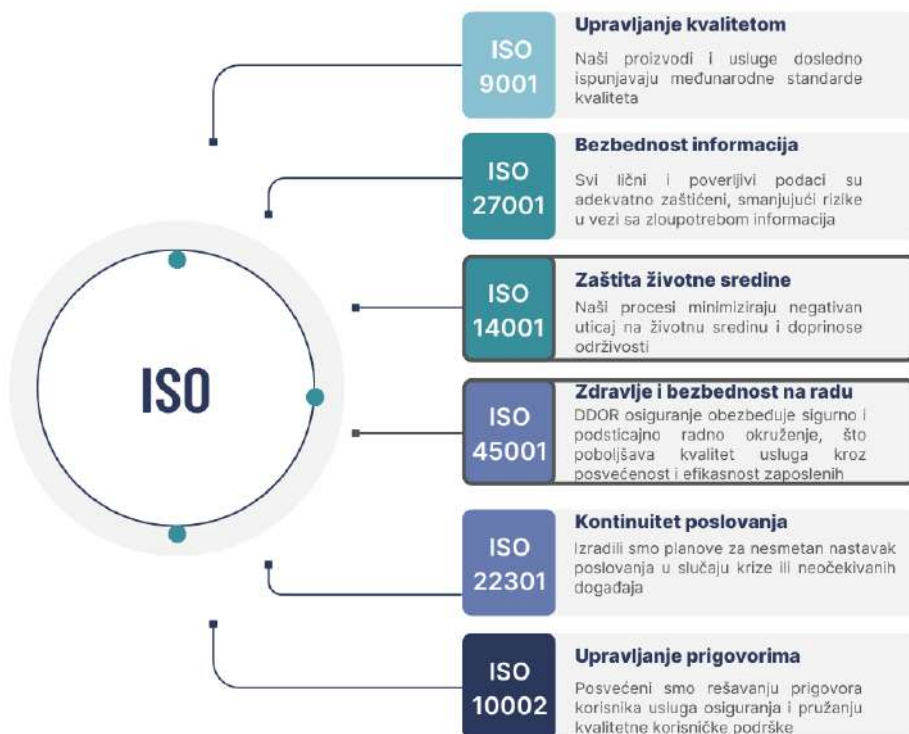 ISO
ISO
9001
Upravljanje kvalitetom
Naši proizvodi i usluge dosledno
ispunjavaju međunarodne standarde
kvaliteta
ISO
27001
Bezbednost informacija
Svi lični i poverljivi podaci su
adekvatno zaštićeni, smanjujući rizike
u vezi sa zloupotrebom informacija
ISO
14001
Zaštita životne sredine
Naši procesi minimiziraju negativan
uticaj na životnu sredinu i doprinose
održivosti
ISO
45001
Zdravlje i bezbednost na radu
DDOR osiguranje obezbeđuje sigurno i
podsticajno radno okruženje, što
poboljšava kvalitet usluga kroz
posvećenost i efikasnost zaposlenih
ISO
22301
Kontinuitet poslovanja
Izradili smo planove za nesmetan nastavak
poslovanja u slučaju krize ili neočekivanih
događaja
ISO
10002
Upravljanje prigovorima
Posvećeni smo rešavanju prigovora
korisnika usluga osiguranja i pružanju
kvalitetne korisničke podrške